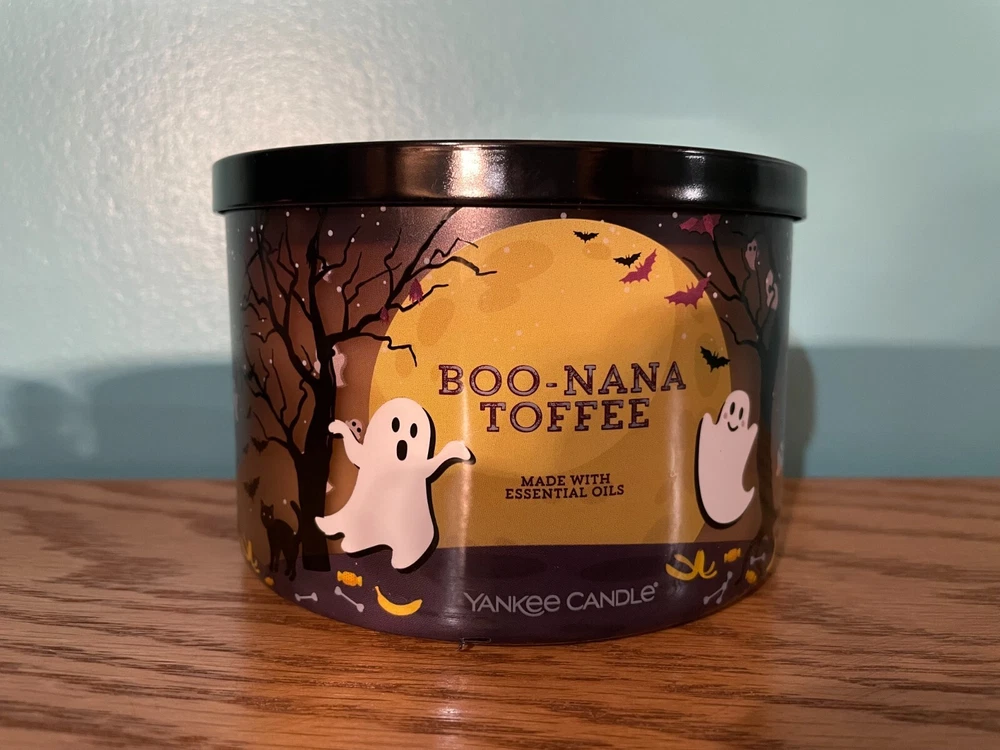 BOO-NANA
TOFFEE
MADE WITH
ESSENTIAL OILS
YANKEE CANDLE®